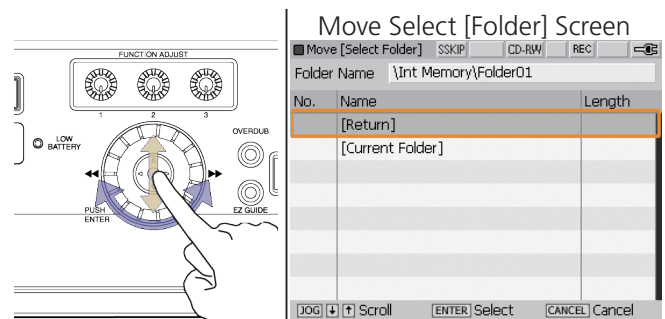 FUNCTION ADJUST
1 2 3
LOW
BATTERY
OVERDUB
◀◀ ▶▶
PUSH
ENTER
EZ GUIDE
Move Select [Folder] Screen
Move [Select Folder] SSKIP CD-RW REC
Folder Name \Int Memory\Folder01
No. Name Length
[Return]
[Current Folder]
JOG ↓ ↑ Scroll ENTER Select CANCEL Cancel